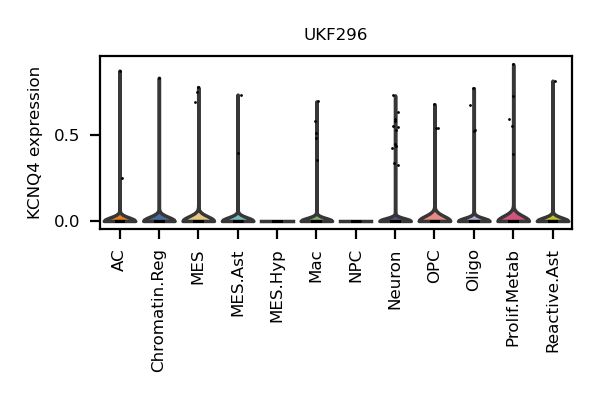 UKF296
KCNQ4 expression
0.5
0.0
AC
Chromatin.Reg
MES
MES.Ast
MES.Hyp
Mac
NPC
Neuron
OPC
Oligo
Prolif.Metab
Reactive.Ast